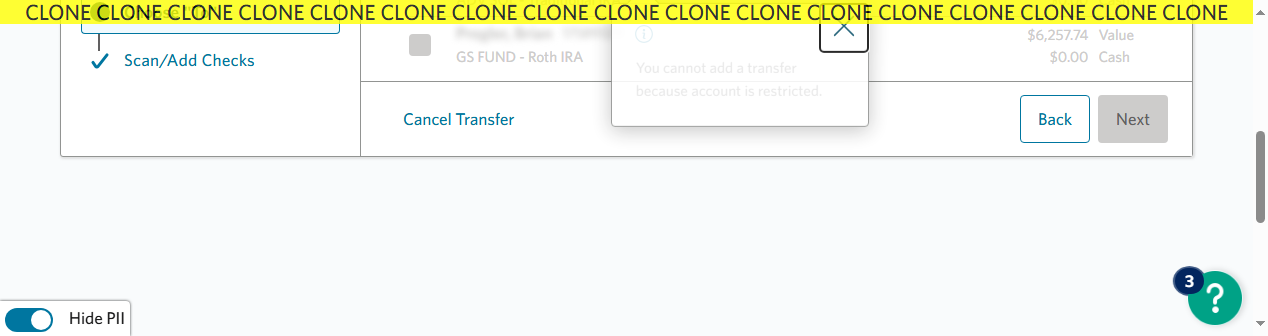 CLONE CLONE CLONE CLONE CLONE CLONE CLONE CLONE CLONE CLONE CLONE CLONE CLONE CLONE CLONE CLONE CLONE
$6,257.74 Value
Scan/Add Checks
GS FUND - Roth IRA
$0.00 Cash
You cannot add a transfer
because account is restricted.
Cancel Transfer
Back
Next
3
?
Hide PII